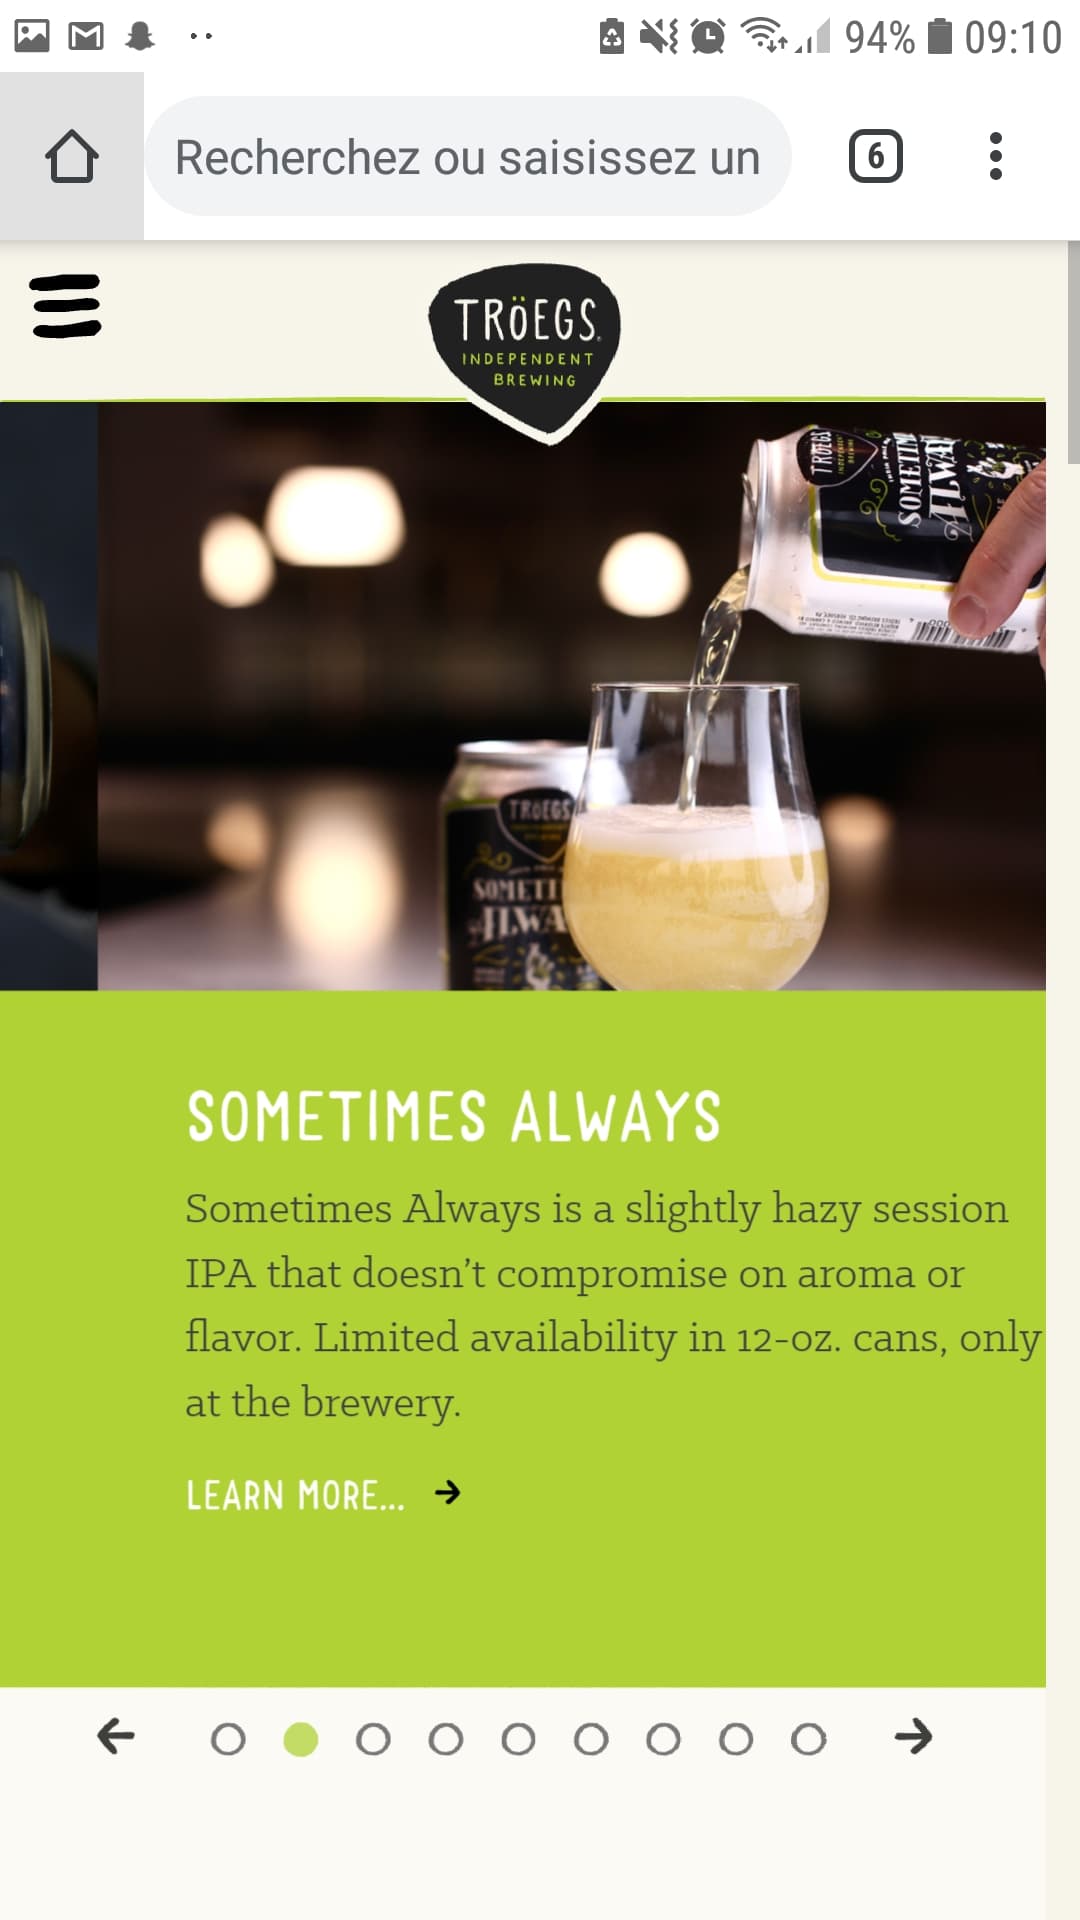 94% 09:10
Recherchez ou saisissez un
6
TRÖEGS
INDEPENDENT
BREWING
TRÖEGS
SOMETIM
ALWAY
TRÖEGS
SOMETI
ALWA
SOMETIMES ALWAYS
Sometimes Always is a slightly hazy session
IPA that doesn’t compromise on aroma or
flavor. Limited availability in 12-oz. cans, only
at the brewery.
LEARN MORE...